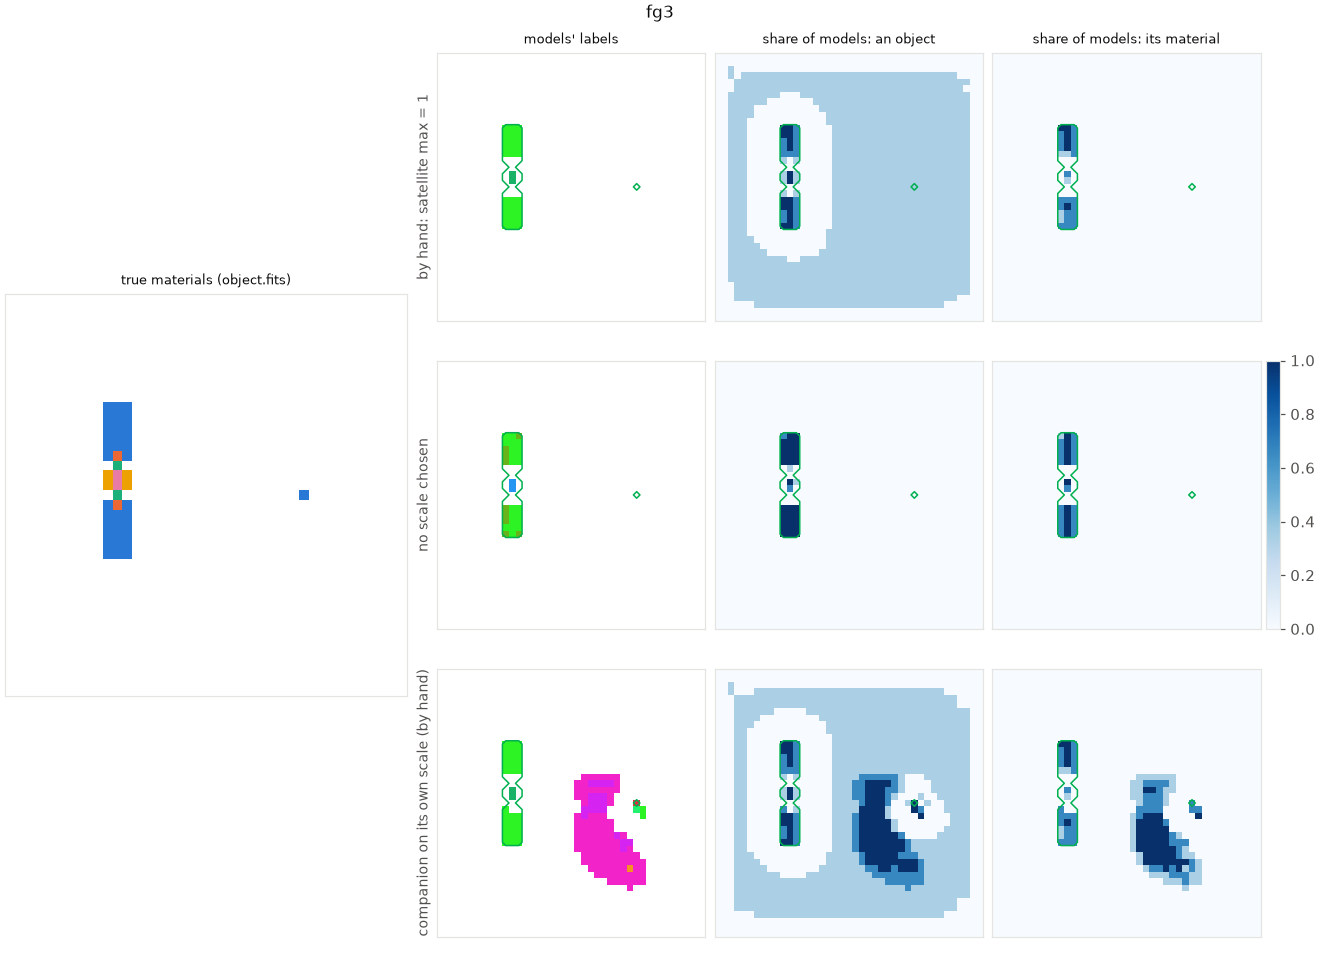 fg3
models' labels
share of models: an object
share of models: its material
by hand: satellite max = 1
true materials (object.fits)
no scale chosen
1.0
0.8
0.6
0.4
0.2
0.0
companion on its own scale (by hand)